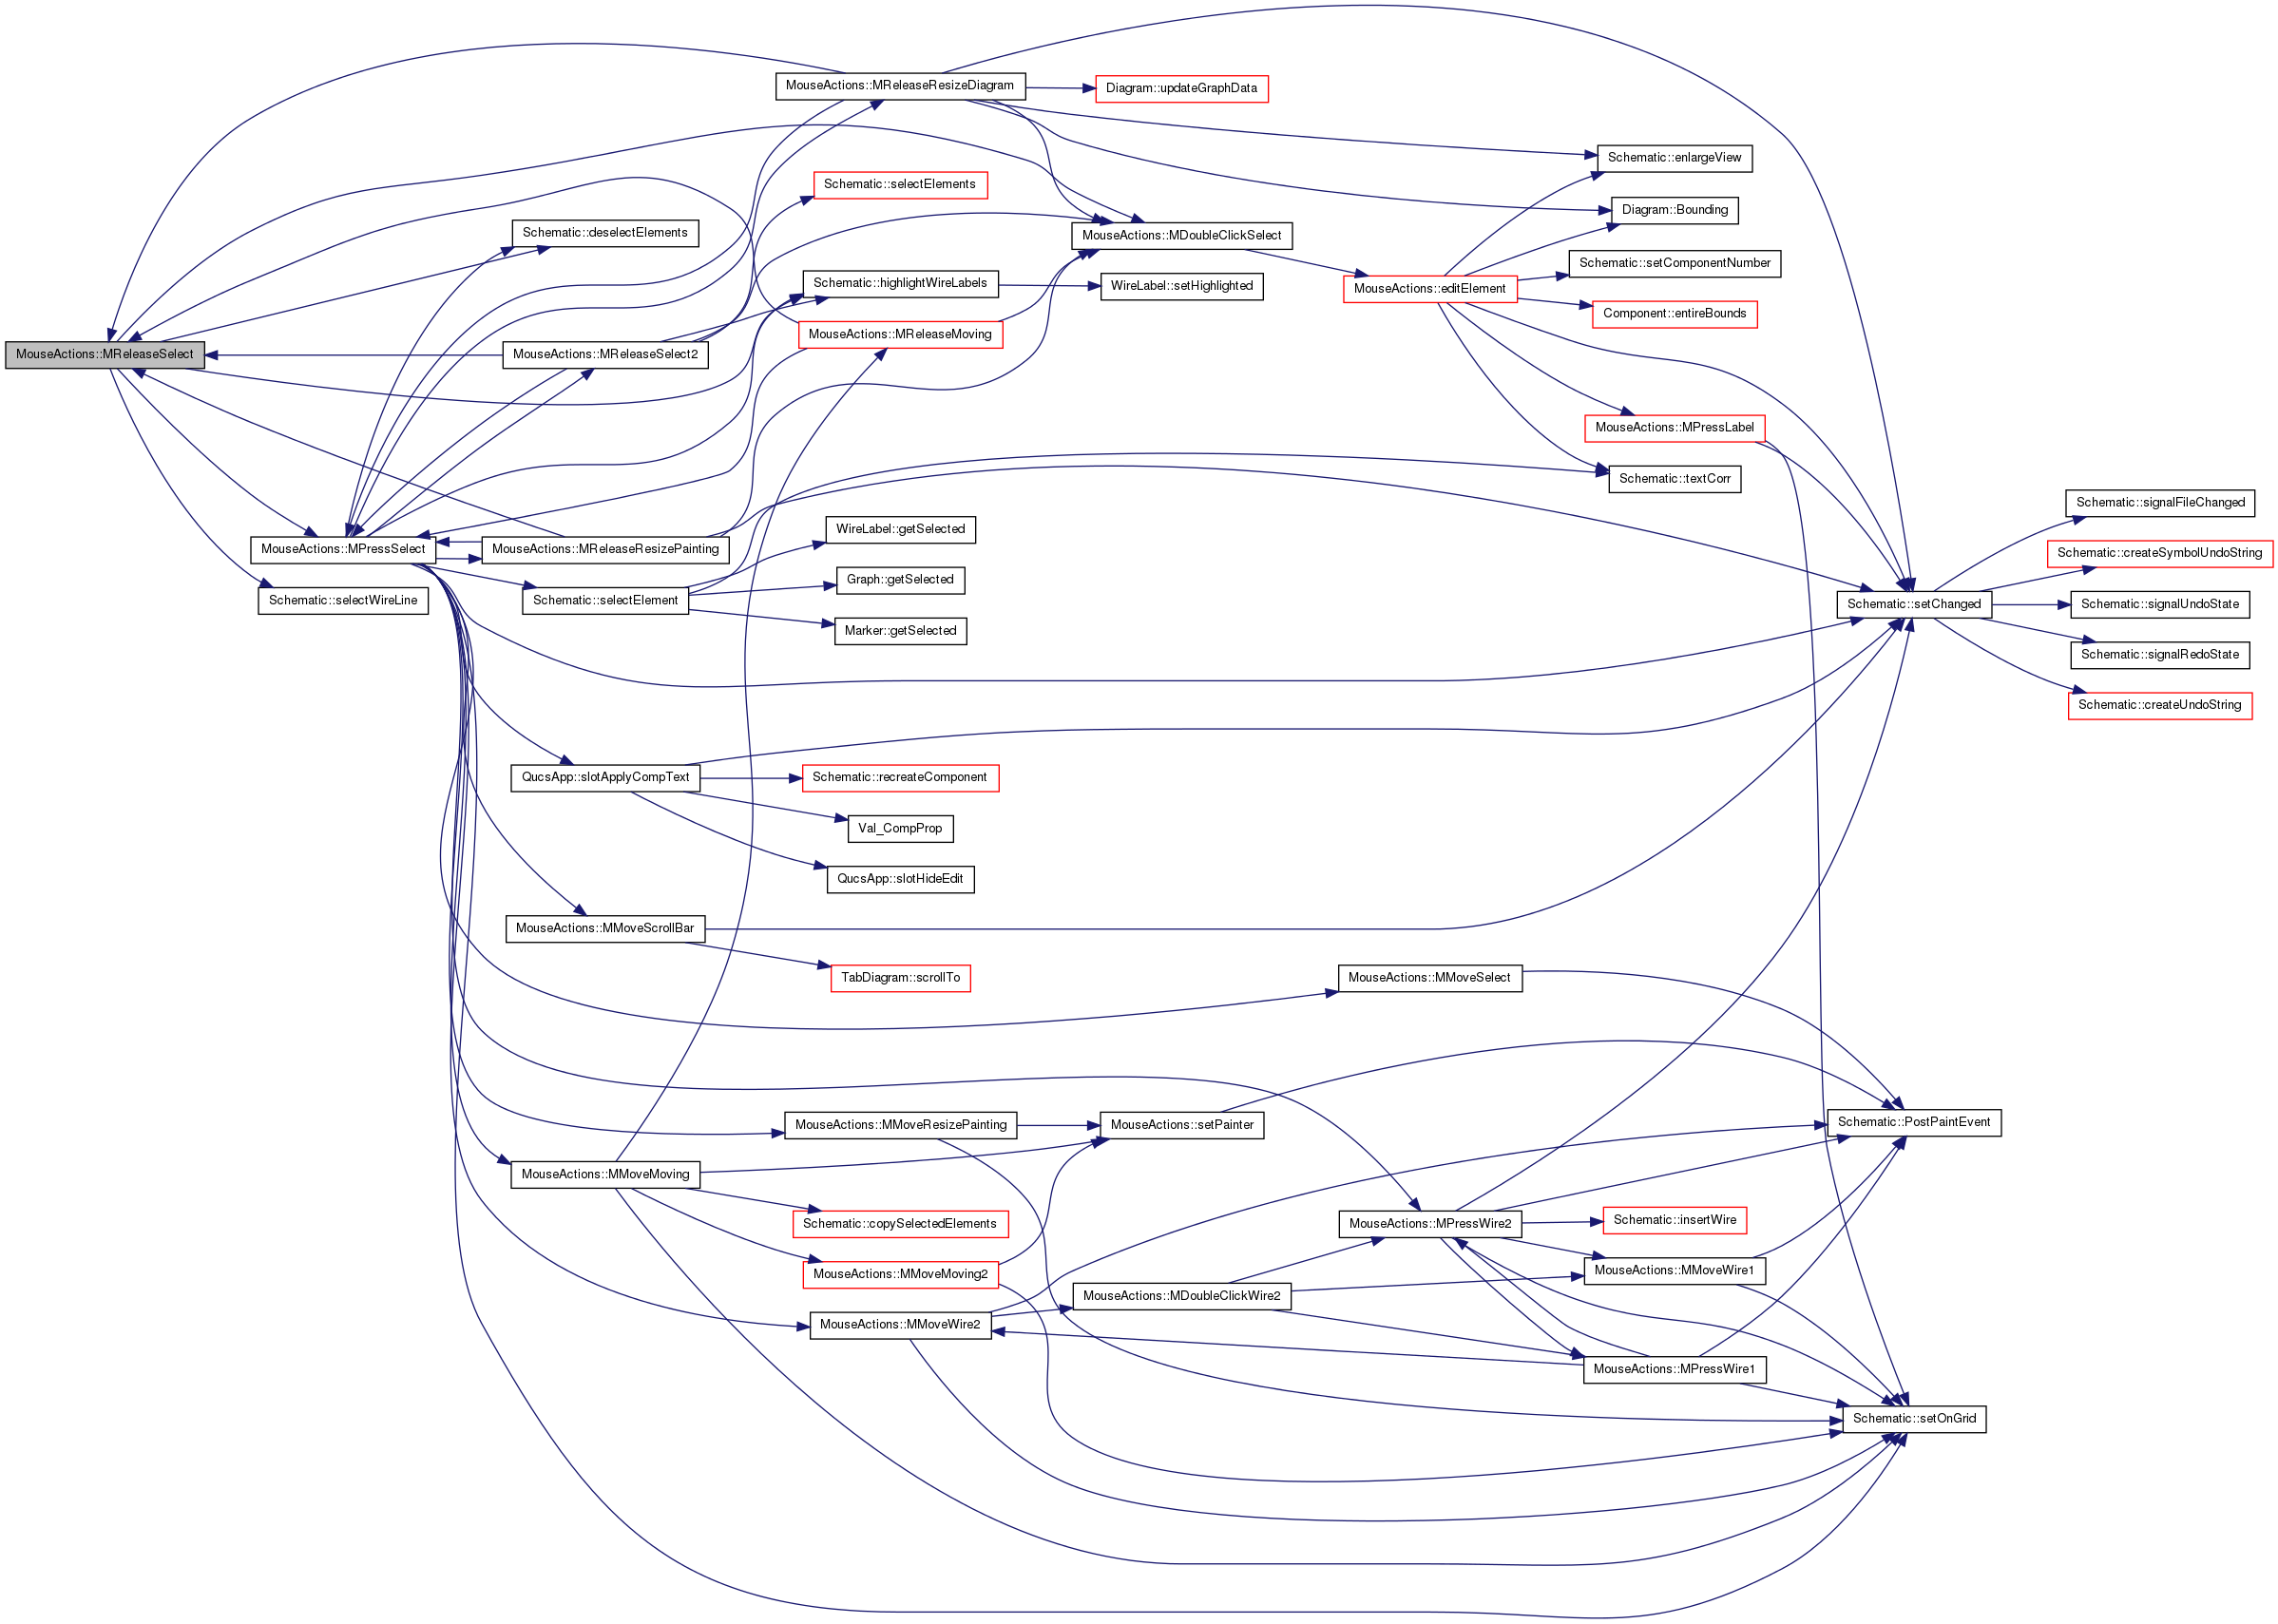 MouseActions::MReleaseResizeDiagram
Diagram::updateGraphData
Schematic::enlargeView
Schematic::selectElements
Diagram::Bounding
Schematic::deselectElements
MouseActions::MDoubleClickSelect
Schematic::setComponentNumber
Schematic::highlightWireLabels
WireLabel::setHighlighted
MouseActions::editElement
Component::entireBounds
MouseActions::MReleaseMoving
MouseActions::MReleaseSelect
MouseActions::MReleaseSelect2
MouseActions::MPressLabel
Schematic::textCorr
Schematic::signalFileChanged
WireLabel::getSelected
MouseActions::MPressSelect
MouseActions::MReleaseResizePainting
Schematic::createSymbolUndoString
Graph::getSelected
Schematic::selectWireLine
Schematic::selectElement
Schematic::setChanged
Schematic::signalUndoState
Marker::getSelected
Schematic::signalRedoState
Schematic::createUndoString
QucsApp::slotApplyCompText
Schematic::recreateComponent
Val_CompProp
QucsApp::slotHideEdit
MouseActions::MMoveScrollBar
TabDiagram::scrollTo
MouseActions::MMoveSelect
MouseActions::MMoveResizePainting
MouseActions::setPainter
Schematic::PostPaintEvent
MouseActions::MMoveMoving
Schematic::copySelectedElements
MouseActions::MPressWire2
Schematic::insertWire
MouseActions::MMoveMoving2
MouseActions::MMoveWire1
MouseActions::MDoubleClickWire2
MouseActions::MMoveWire2
MouseActions::MPressWire1
Schematic::setOnGrid